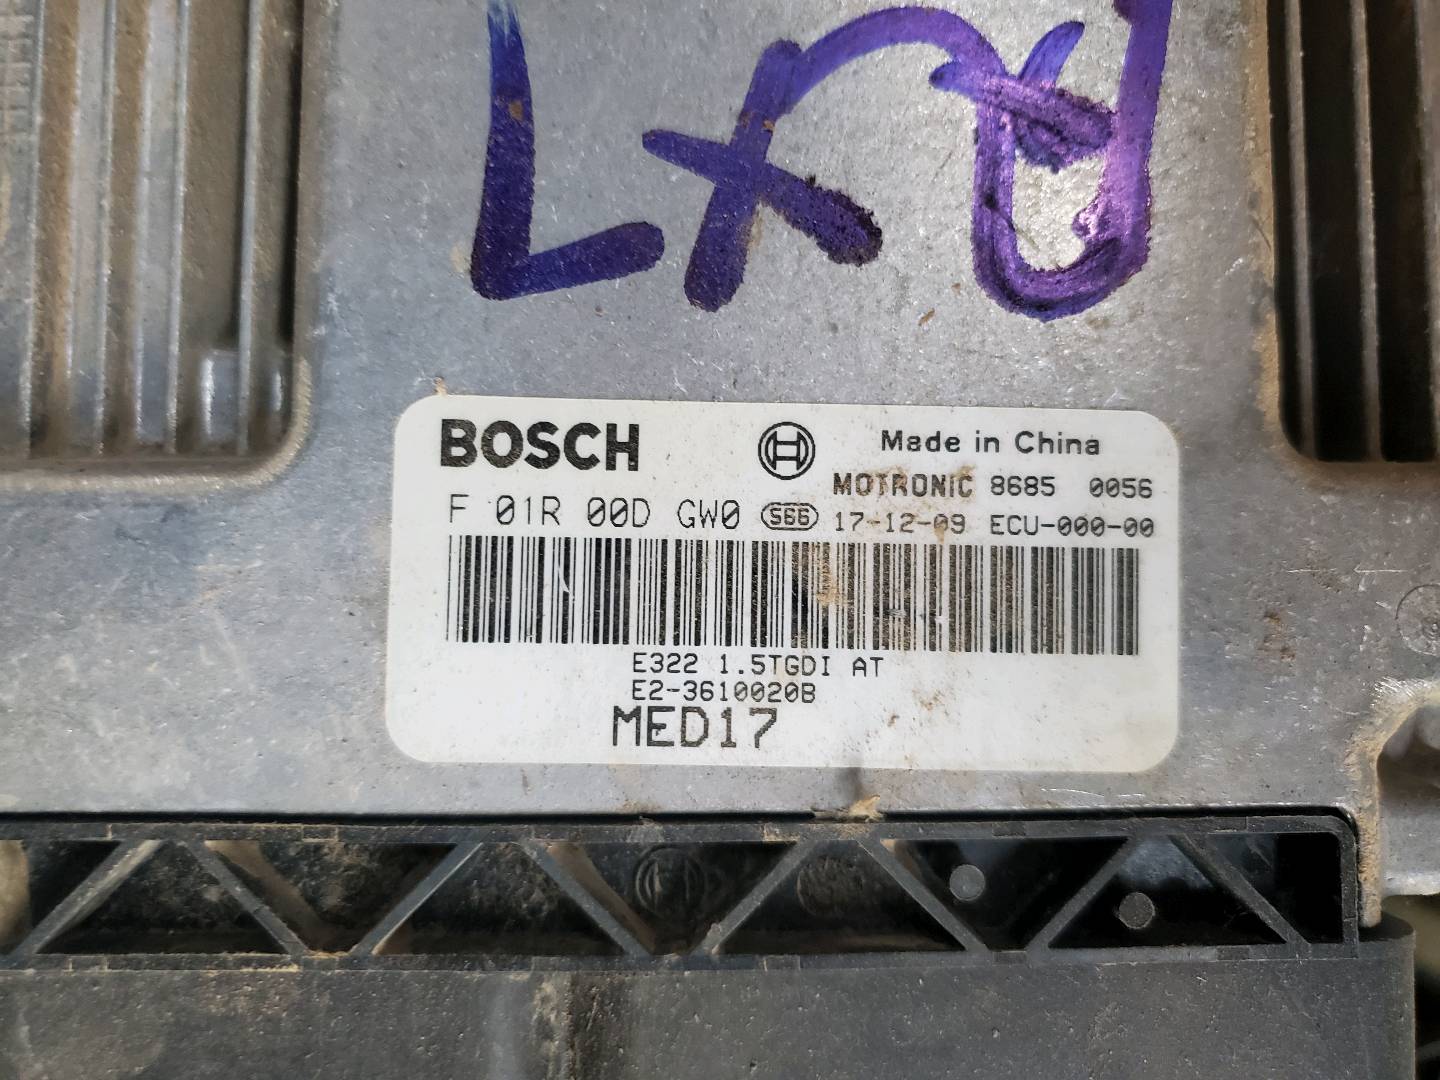 BOSCH
Made in China
MOTRONIC 8685 0056
F 01R 00D GW0 S66 17-12-09 ECU-000-00
E322 1.5TGDI AT
E2-3610020B
MED17